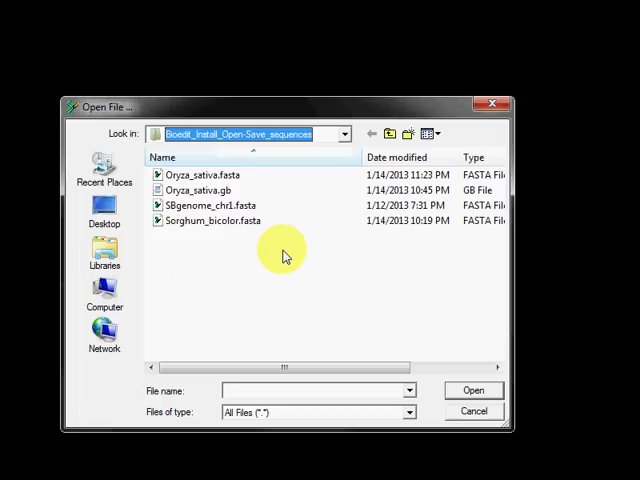 Open File ...
Look in: Bioedit_Install_Open-Save_sequences
Name Date modified Type
Oryza_sativa.fasta 1/14/2013 11:23 PM FASTA Fil
Oryza_sativa.gb 1/14/2013 10:45 PM GB File
SBgenome_chr1.fasta 1/12/2013 7:31 PM FASTA Fil
Sorghum_bicolor.fasta 1/14/2013 10:19 PM FASTA Fil
Recent Places
Desktop
Libraries
Computer
Network
File name: Open
Files of type: All Files (*.*) Cancel